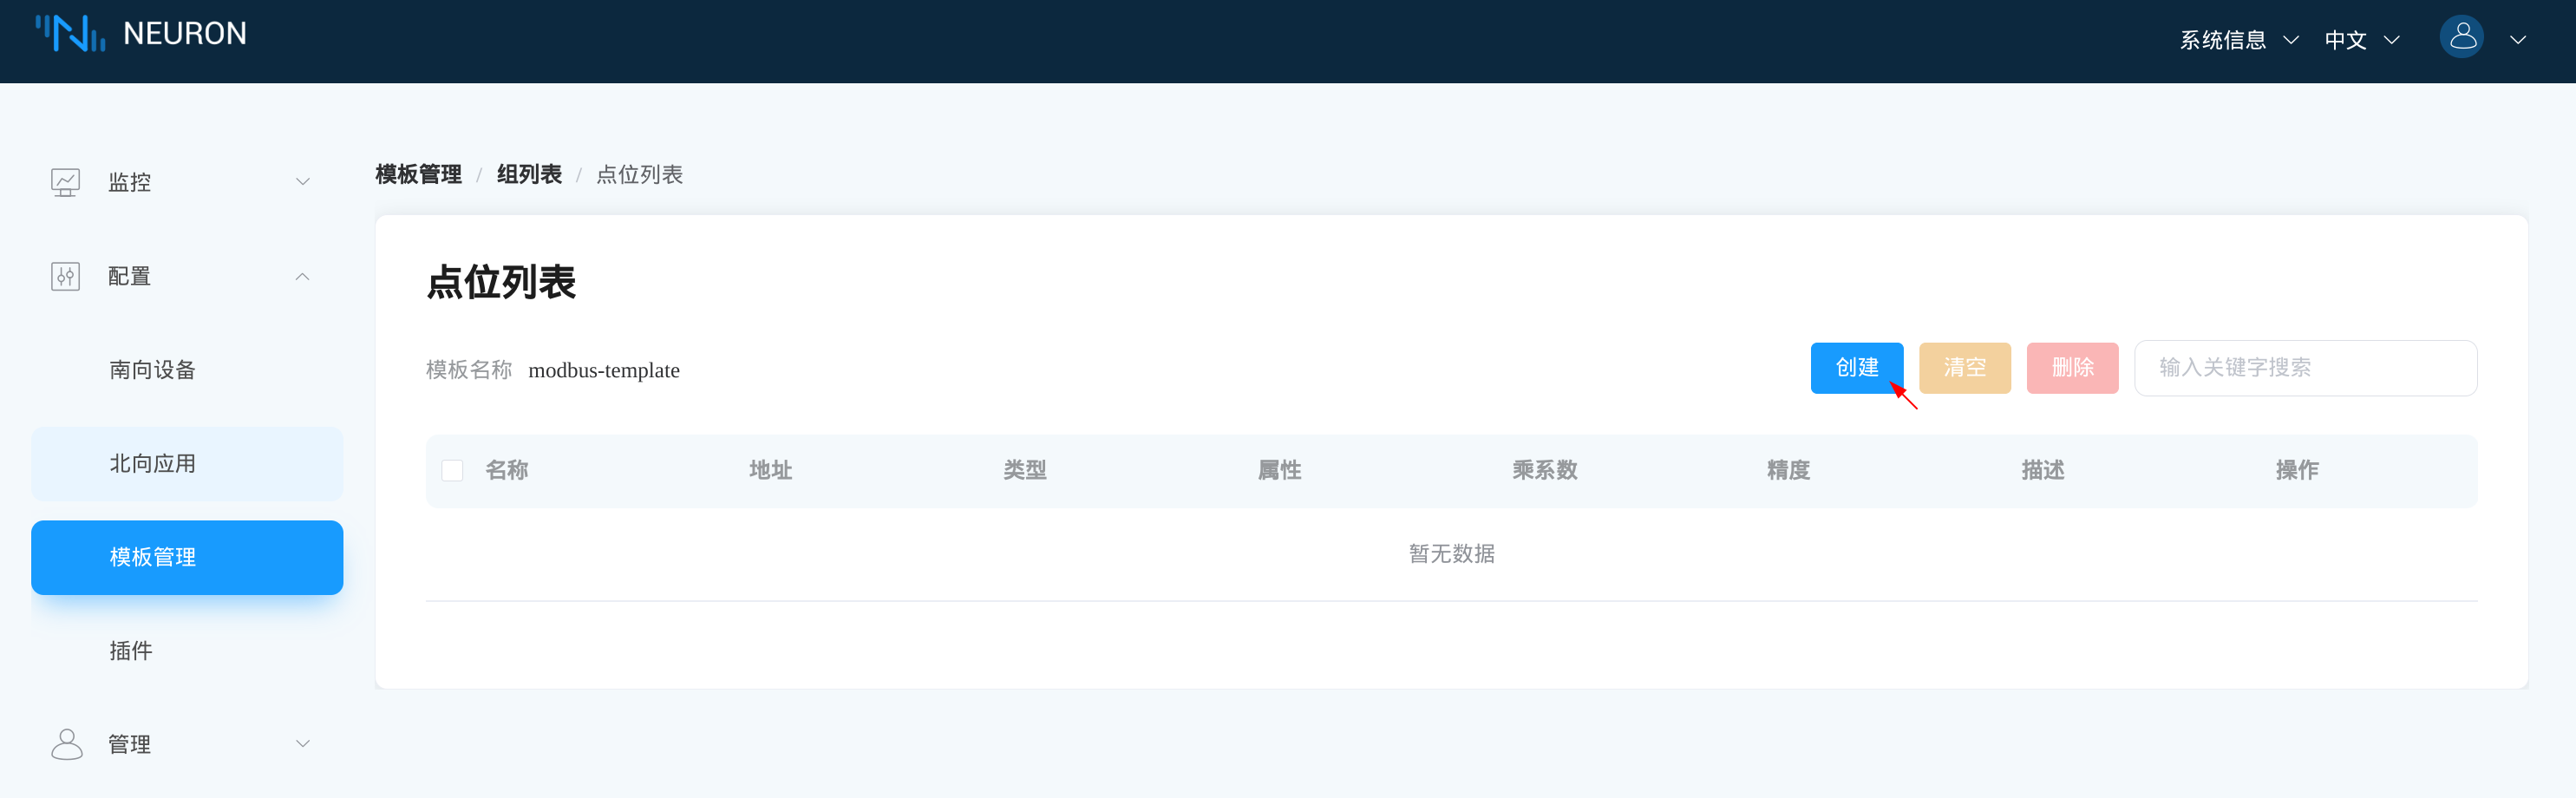 NEURON
系统信息 中文
监控
配置
南向设备
北向应用
模板管理
插件
管理
模板管理 / 组列表 / 点位列表
点位列表
模板名称 modbus-template
创建 清空 删除 输入关键字搜索
名称 地址 类型 属性 乘系数 精度 描述 操作
暂无数据